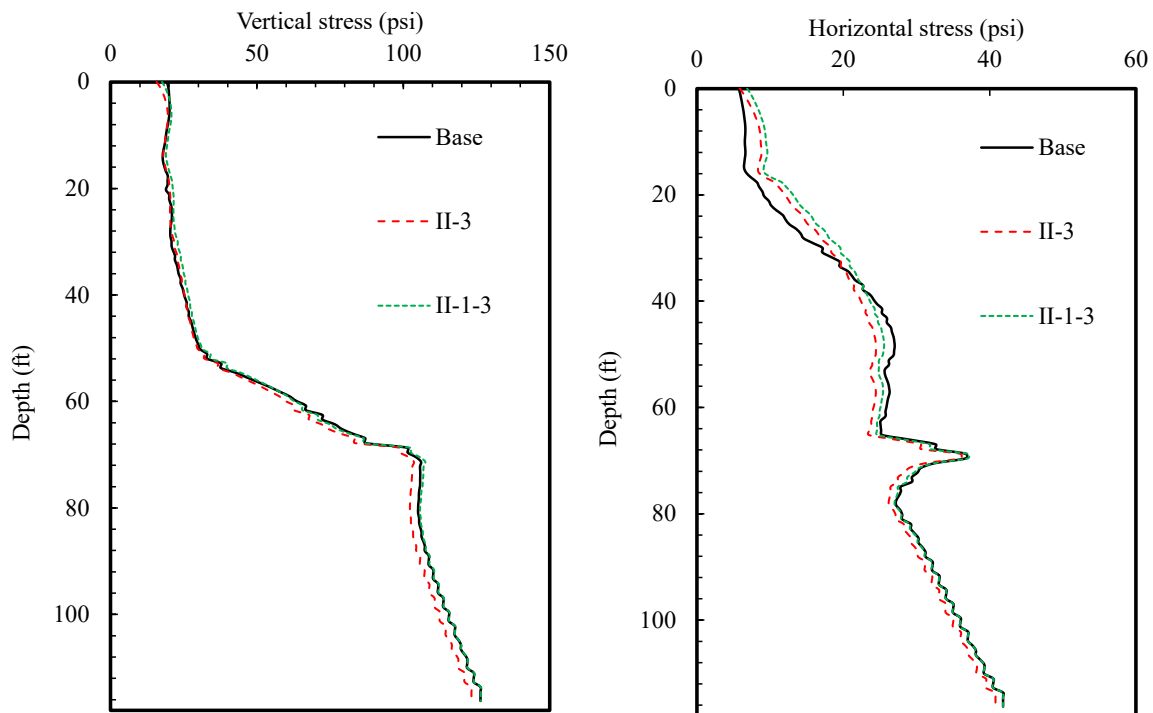 Vertical stress (psi)
0 50 100 150
0
20
40
60
80
100
Depth (ft)
Base
II-3
II-1-3
Horizontal stress (psi)
0 20 40 60
0
20
40
60
80
100
Depth (ft)
Base
II-3
II-1-3